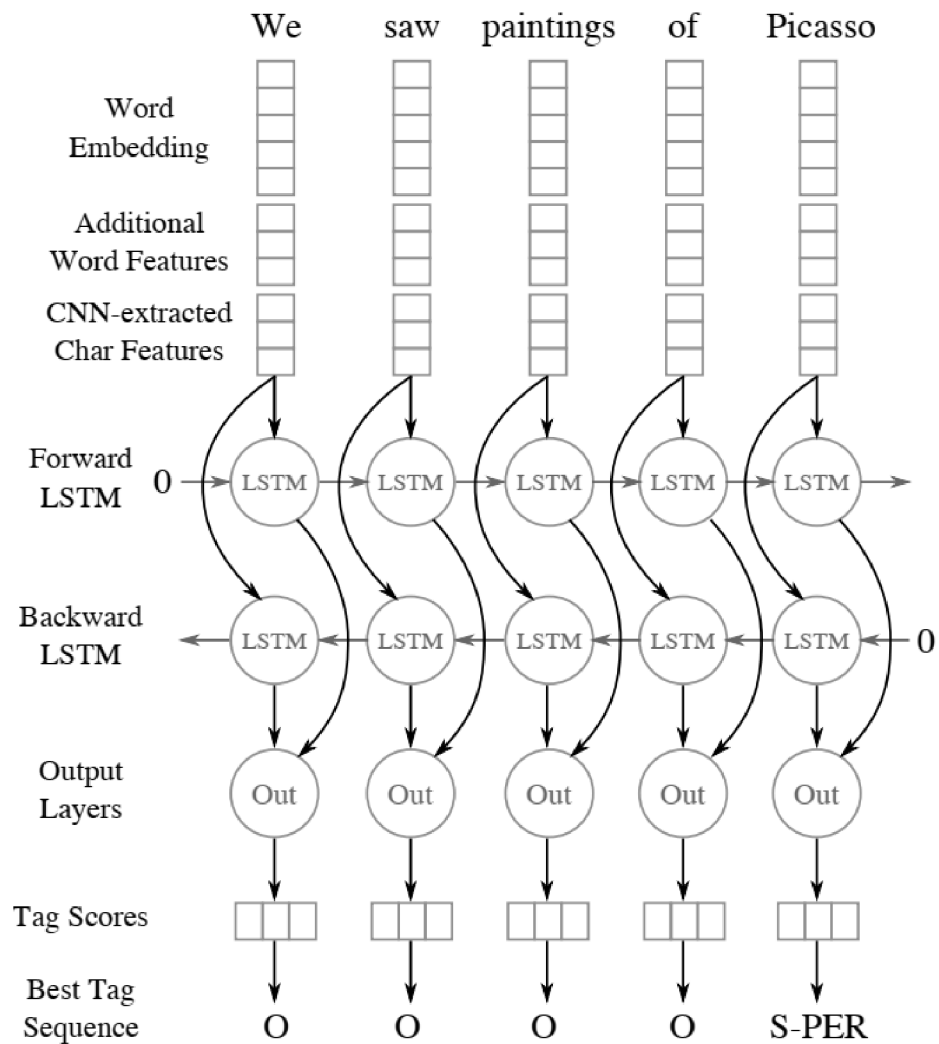 We saw paintings of Picasso
Word
Embedding
Additional
Word Features
CNN-extracted
Char Features
Forward
LSTM
0 LSTM LSTM LSTM LSTM LSTM
Backward
LSTM
LSTM LSTM LSTM LSTM LSTM 0
Output
Layers
Out Out Out Out Out
Tag Scores
Best Tag
Sequence
O O O O S-PER